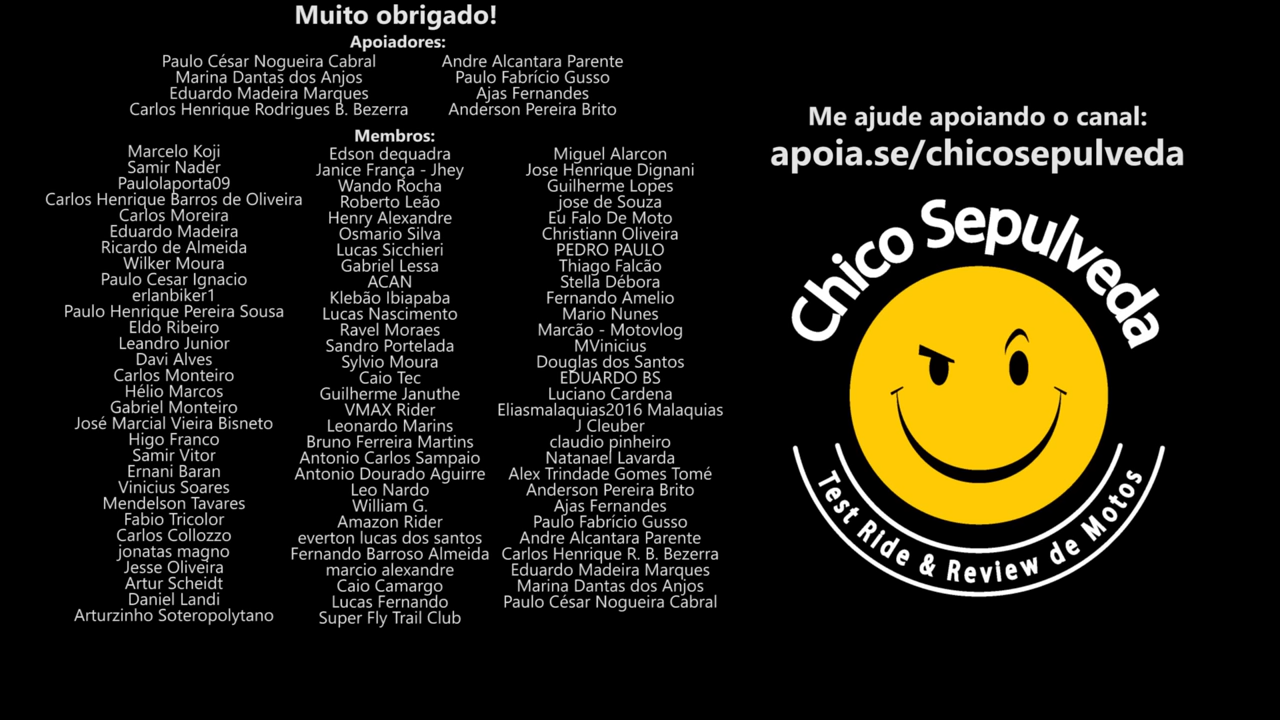 Muito obrigado!
Apoiadores:
Paulo César Nogueira Cabral
Marina Dantas dos Anjos
Eduardo Madeira Marques
Carlos Henrique Rodrigues B. Bezerra
Andre Alcantara Parente
Paulo Fabrício Gusso
Ajas Fernandes
Anderson Pereira Brito
Membros:
Marcelo Koji
Samir Nader
Paulolaporta09
Carlos Henrique Barros de Oliveira
Carlos Moreira
Eduardo Madeira
Ricardo de Almeida
Wilker Moura
Paulo Cesar Ignacio
erlanbiker1
Paulo Henrique Pereira Sousa
Eldo Ribeiro
Leandro Junior
Davi Alves
Carlos Monteiro
Hélio Marcos
Gabriel Monteiro
José Marcial Vieira Bisneto
Higo Franco
Samir Vitor
Ernani Baran
Vinicius Soares
Mendelson Tavares
Fabio Tricolor
Carlos Collozzo
jonatas magno
Jesse Oliveira
Artur Scheidt
Daniel Landi
Arturzinho Soteropolytano
Edson dequadra
Janice França - Jhey
Wando Rocha
Roberto Leão
Henry Alexandre
Osmario Silva
Lucas Sicchieri
Gabriel Lessa
ACAN
Klebão Ibiapaba
Lucas Nascimento
Ravel Moraes
Sandro Portelada
Sylvio Moura
Caio Tec
Guilherme Januthe
VMAX Rider
Leonardo Marins
Bruno Ferreira Martins
Antonio Carlos Sampaio
Antonio Dourado Aguirre
Leo Nardo
William G.
Amazon Rider
everton lucas dos santos
Fernando Barroso Almeida
marcio alexandre
Caio Camargo
Lucas Fernando
Super Fly Trail Club
Miguel Alarcon
Jose Henrique Dignani
Guilherme Lopes
jose de Souza
Eu Falo De Moto
Christiann Oliveira
PEDRO PAULO
Thiago Falcão
Stella Débora
Fernando Amelio
Mario Nunes
Marcão - Motovlog
MVinicius
Douglas dos Santos
EDUARDO BS
Luciano Cardena
Eliasmalaquias2016 Malaquias
J Cleuber
claudio pinheiro
Natanael Lavarda
Alex Trindade Gomes Tomé
Anderson Pereira Brito
Ajas Fernandes
Paulo Fabrício Gusso
Andre Alcantara Parente
Carlos Henrique R. B. Bezerra
Eduardo Madeira Marques
Marina Dantas dos Anjos
Paulo César Nogueira Cabral
Me ajude apoiando o canal:
apoia.se/chicosepulveda
Chico Sepulveda
Test Ride & Review de Motos